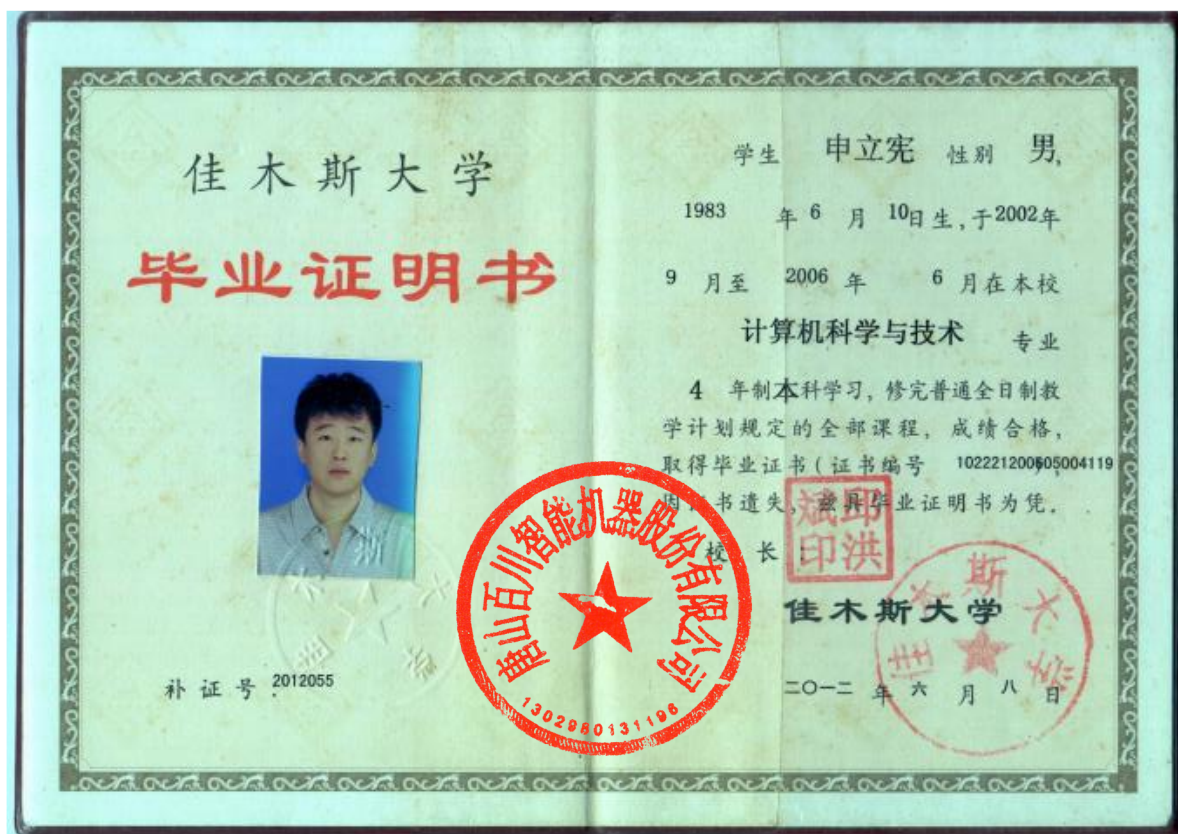 佳木斯大学
毕业证明书
补证号:2012055
学生 申立宪 性别 男,
1983 年 6 月 10日生,于2002年
9 月至 2006 年 6 月在本校
计算机科学与技术 专业
4 年制本科学习,修完普通全日制教
学计划规定的全部课程,成绩合格,
取得毕业证书(证书编号 102221200605004119
因 书遗失,兹具毕业证明书为凭。
校 长:
邱洪斌印
佳木斯大学
二〇一二 年 六 月 八 日
佳木斯大学
唐山百川智能机器股份有限公司
1302980131196